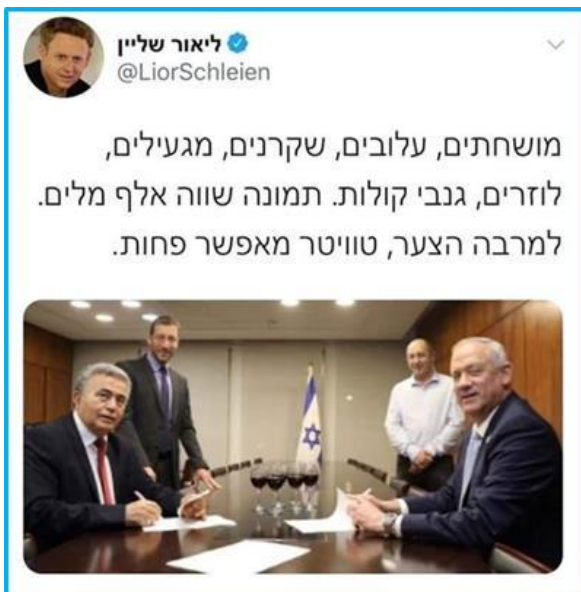 ליאור שליין
@LiorSchleien
מושחתים, עלובים, שקרנים, מגעילים,
לוזרים, גנבי קולות. תמונה שווה אלף מלים.
למרבה הצער, טוויטר מאפשר פחות.